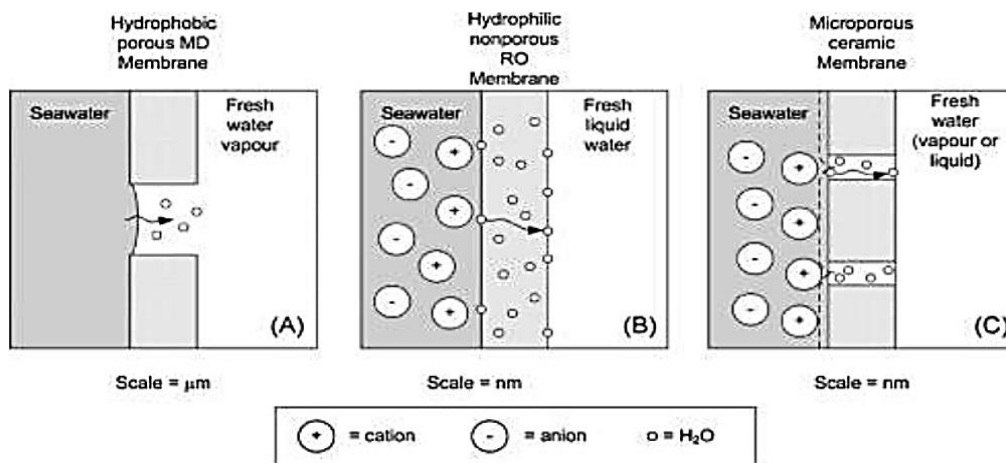 Hydrophobic
porous MD
Membrane
Seawater
Fresh
water
vapour
(A)
Scale = μm
Hydrophilic
nonporous
RO
Membrane
Seawater
Fresh
liquid
water
(B)
Scale = nm
Microporous
ceramic
Membrane
Seawater
Fresh
water
(vapour or
liquid)
(C)
Scale = nm
+ = cation
- = anion
= H₂O